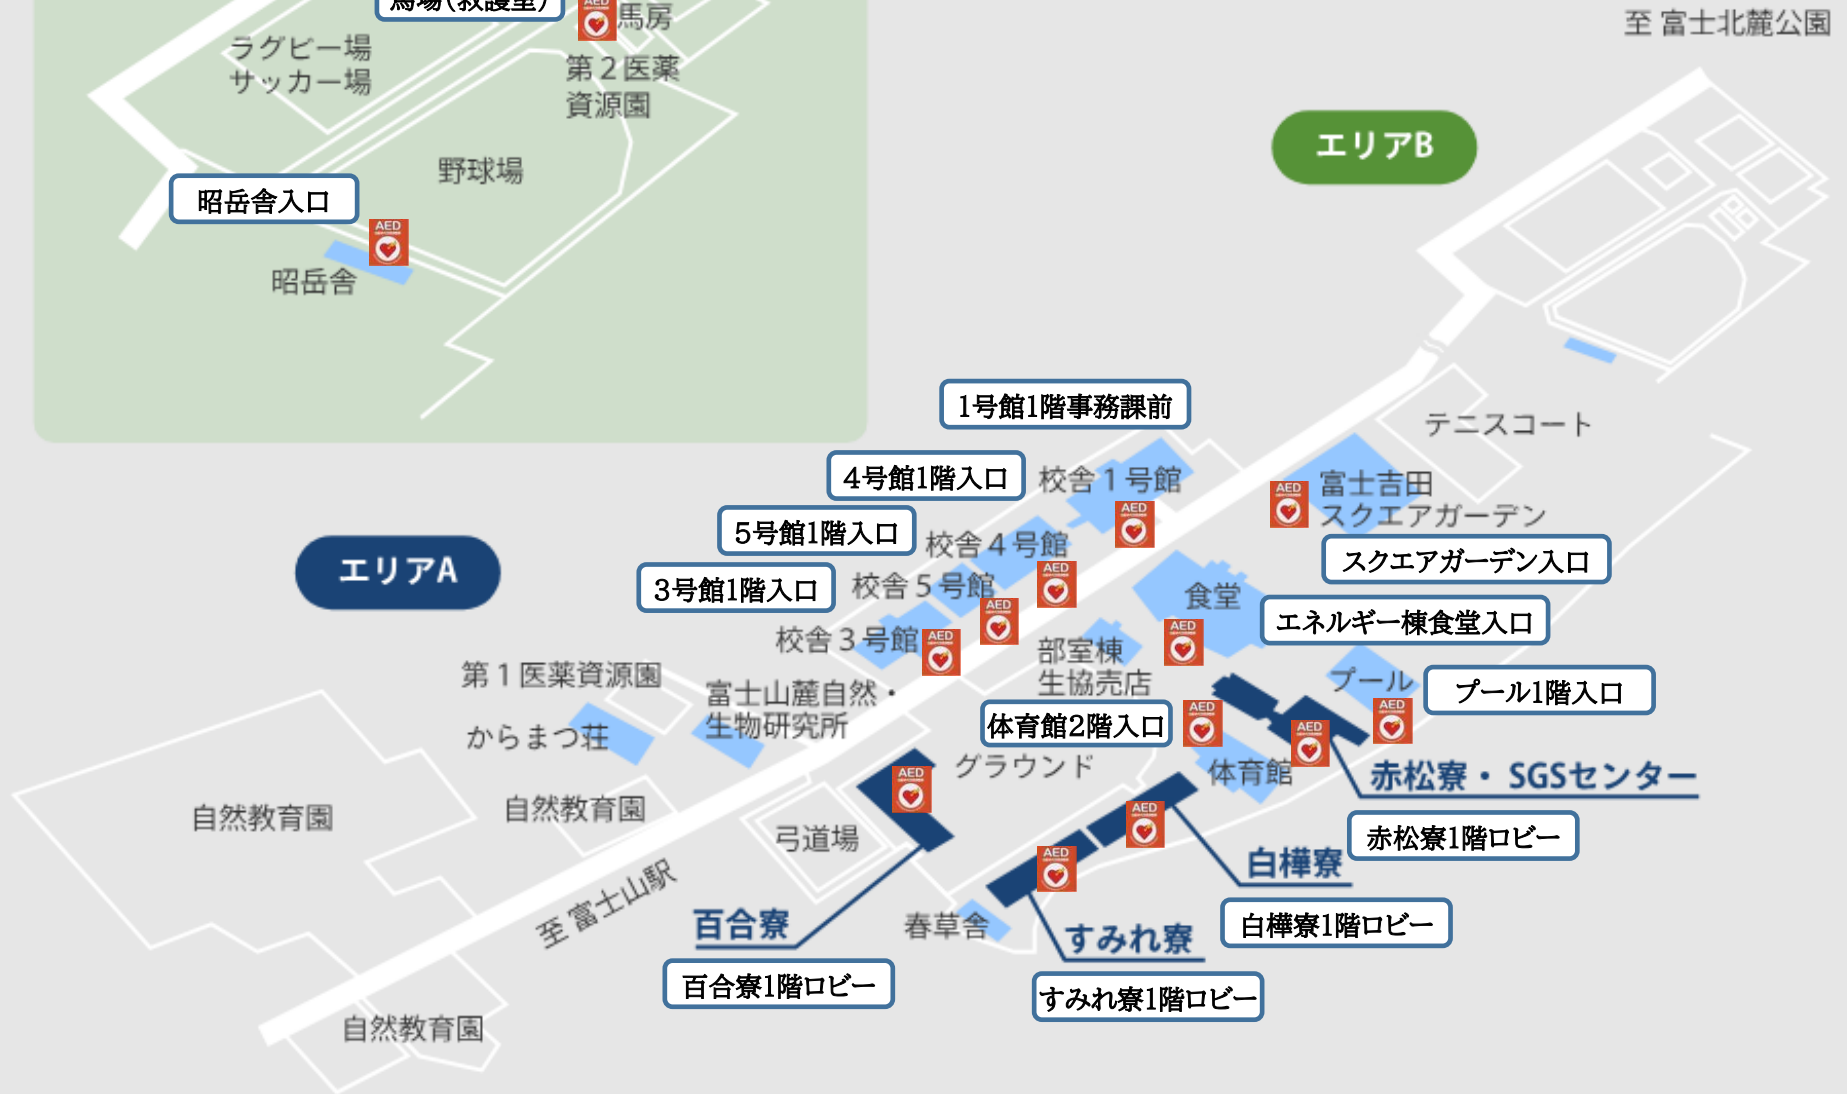 馬場(救護室)
AED
馬房
ラグビー場
サッカー場
第2医薬
資源園
野球場
昭岳舎入口
AED
昭岳舎
至 富士北麓公園
エリアB
テニスコート
1号館1階事務課前
4号館1階入口
校舎1号館
AED
富士吉田
スクエアガーデン
AED
5号館1階入口
校舎4号館
スクエアガーデン入口
エリアA
3号館1階入口
校舎5号館
AED
食堂
AED
エネルギー棟食堂入口
校舎3号館
AED
部室棟
生協売店
AED
プール
プール1階入口
第1医薬資源園
富士山麓自然・
生物研究所
からまつ荘
体育館2階入口
AED
AED
AED
グラウンド
体育館
赤松寮・SGSセンター
AED
自然教育園
自然教育園
弓道場
AED
赤松寮1階ロビー
白樺寮
AED
至 富士山駅
百合寮
春草舎
すみれ寮
白樺寮1階ロビー
百合寮1階ロビー
すみれ寮1階ロビー
自然教育園